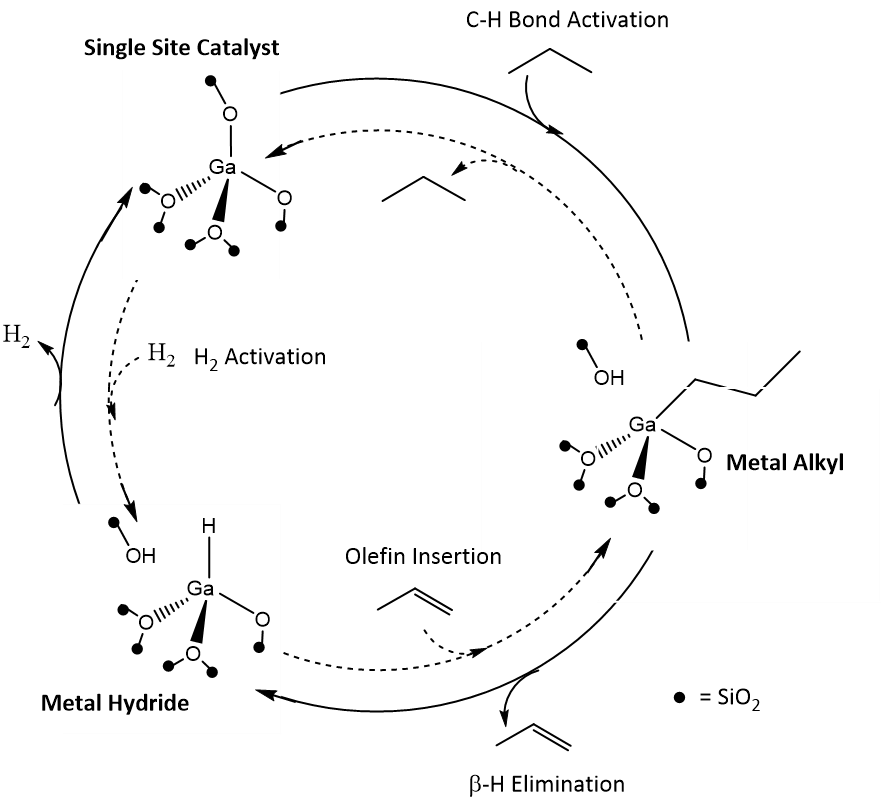 C-H Bond Activation
Single Site Catalyst
O
Ga
O
O
O
H₂
H₂ H₂ Activation
OH
Ga
O
O
O
Metal Alkyl
OH
H
Ga
O
O
O
Olefin Insertion
Metal Hydride
= SiO₂
β-H Elimination